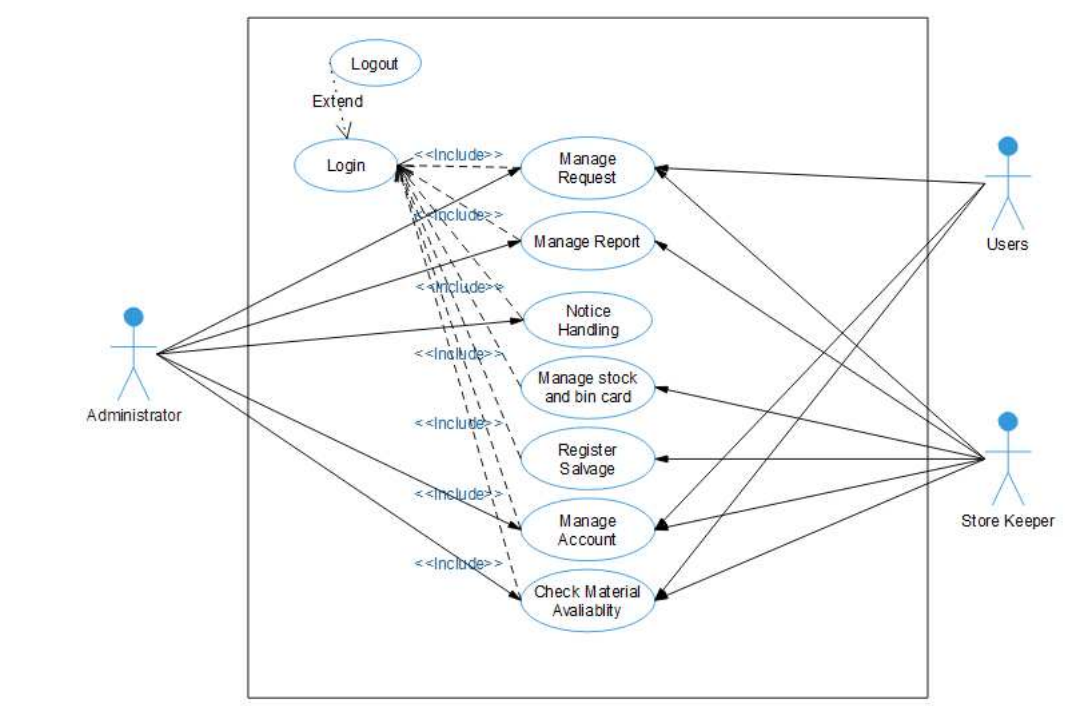 Logout
Extend
Login
<<Include>>
Manage
Request
Users
<<Include>>
Manage Report
<<Include>>
Notice
Handling
<<Include>>
Manage stock
and bin card
Administrator
<<Include>>
Register
Salvage
<<Include>>
Manage
Account
Store Keeper
<<Include>>
Check Material
Avaliablity